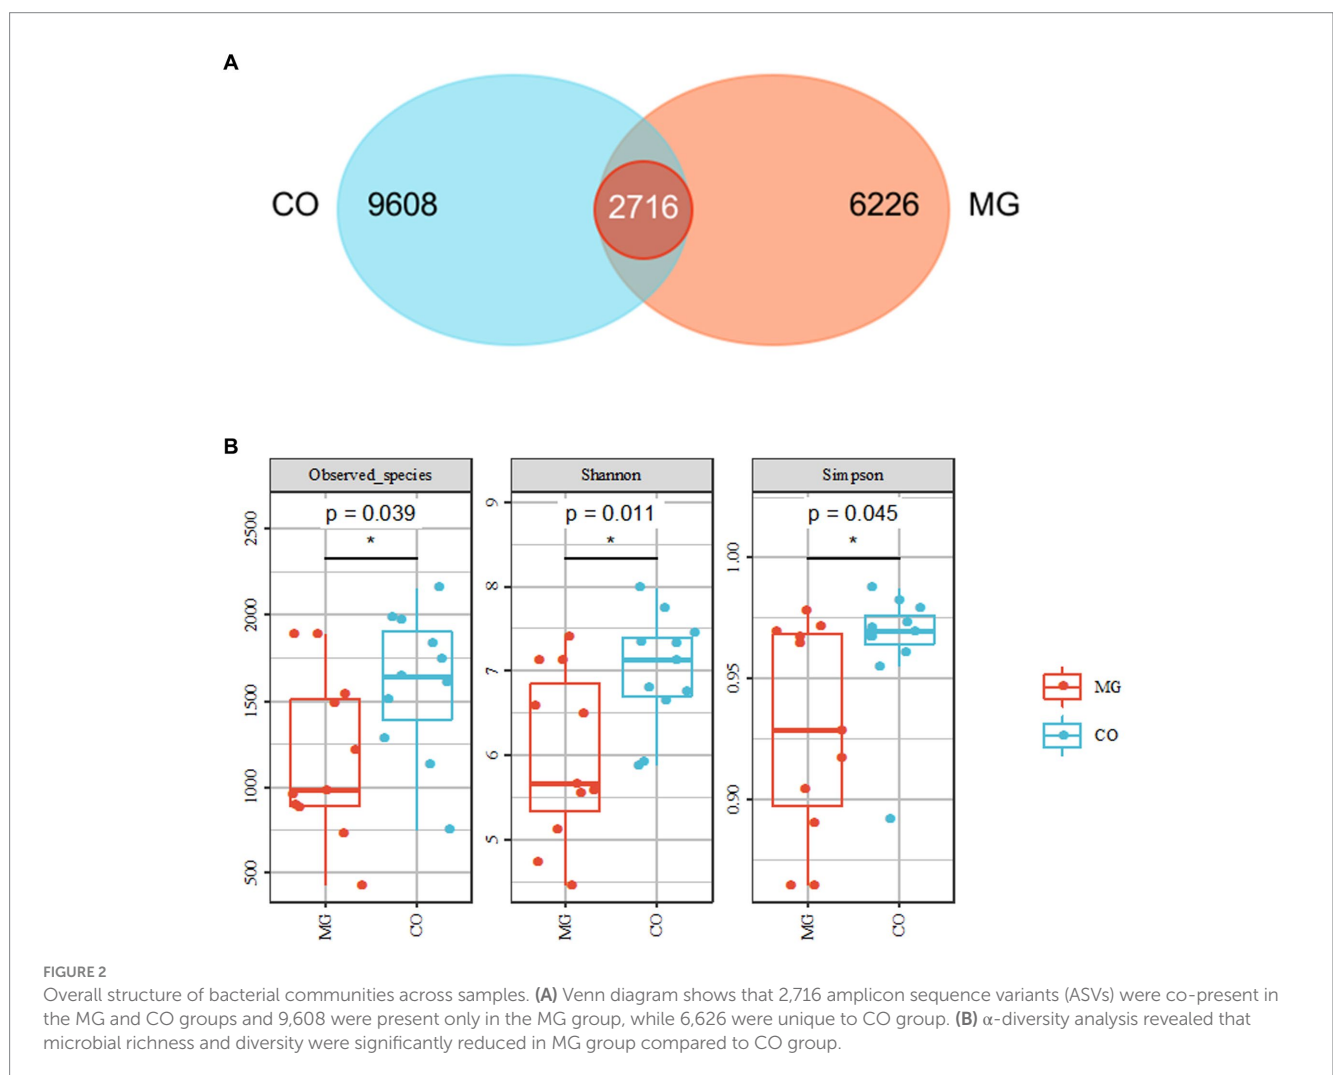 A
CO 9608 2716 6226 MG
B
Observed_species Shannon Simpson
p = 0.039 p = 0.011 p = 0.045
* * *
2500 9 1.00
2000 8 0.95
1500 7 0.90
1000 6
500 5
MG CO MG CO MG CO
MG
CO
FIGURE 2
Overall structure of bacterial communities across samples. (A) Venn diagram shows that 2,716 amplicon sequence variants (ASVs) were co-present in
the MG and CO groups and 9,608 were present only in the MG group, while 6,626 were unique to CO group. (B) α-diversity analysis revealed that
microbial richness and diversity were significantly reduced in MG group compared to CO group.